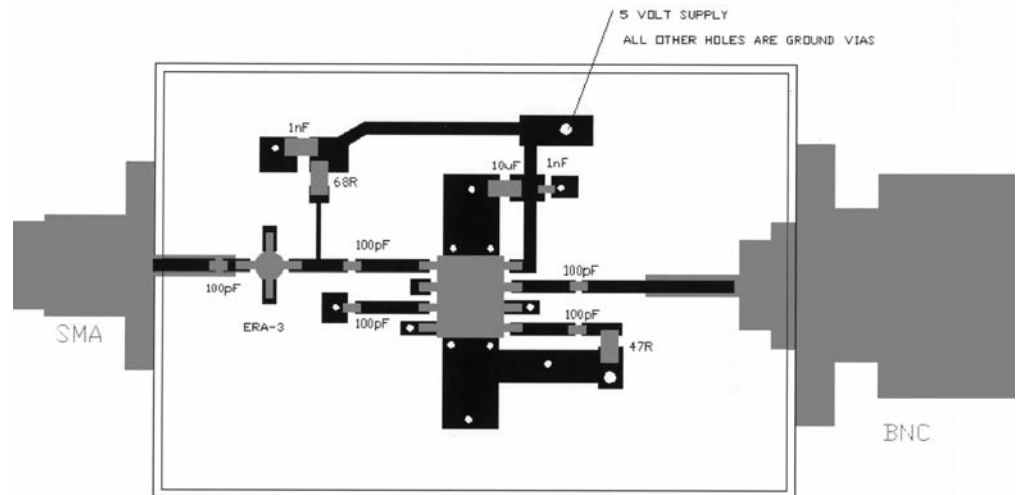 5 VOLT SUPPLY
ALL OTHER HOLES ARE GROUND VIAS
1nF
68R
10uF
1nF
100pF
100pF
100pF
ERA-3
100pF
100pF
47R
SMA
BNC